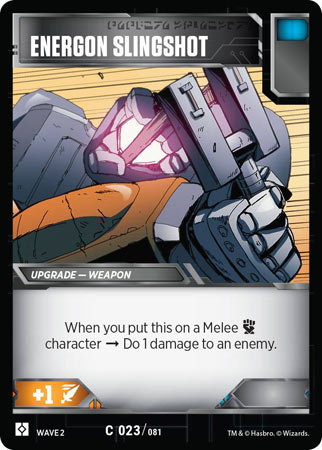 ENERGON SLINGSHOT
UPGRADE — WEAPON
When you put this on a Melee
character → Do 1 damage to an enemy.
+1
WAVE 2
C 023/081
TM & © Hasbro. © Wizards.